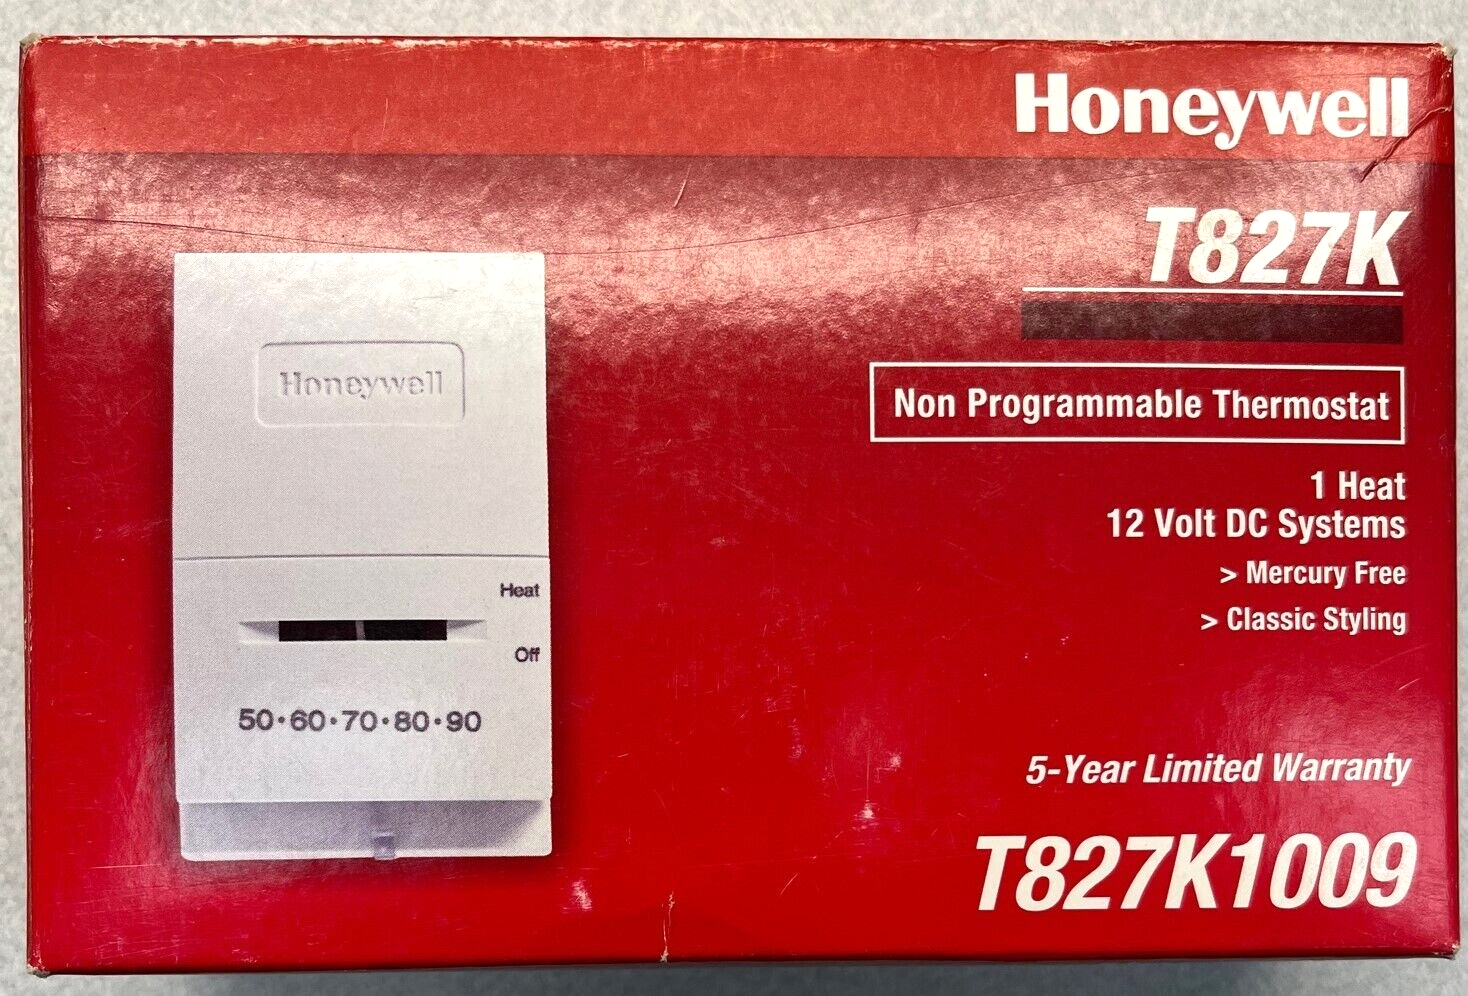 Honeywell
T827K
Non Programmable Thermostat
1 Heat
12 Volt DC Systems
> Mercury Free
> Classic Styling
5-Year Limited Warranty
T827K1009
Honeywell
Heat
Off
50•60•70•80•90